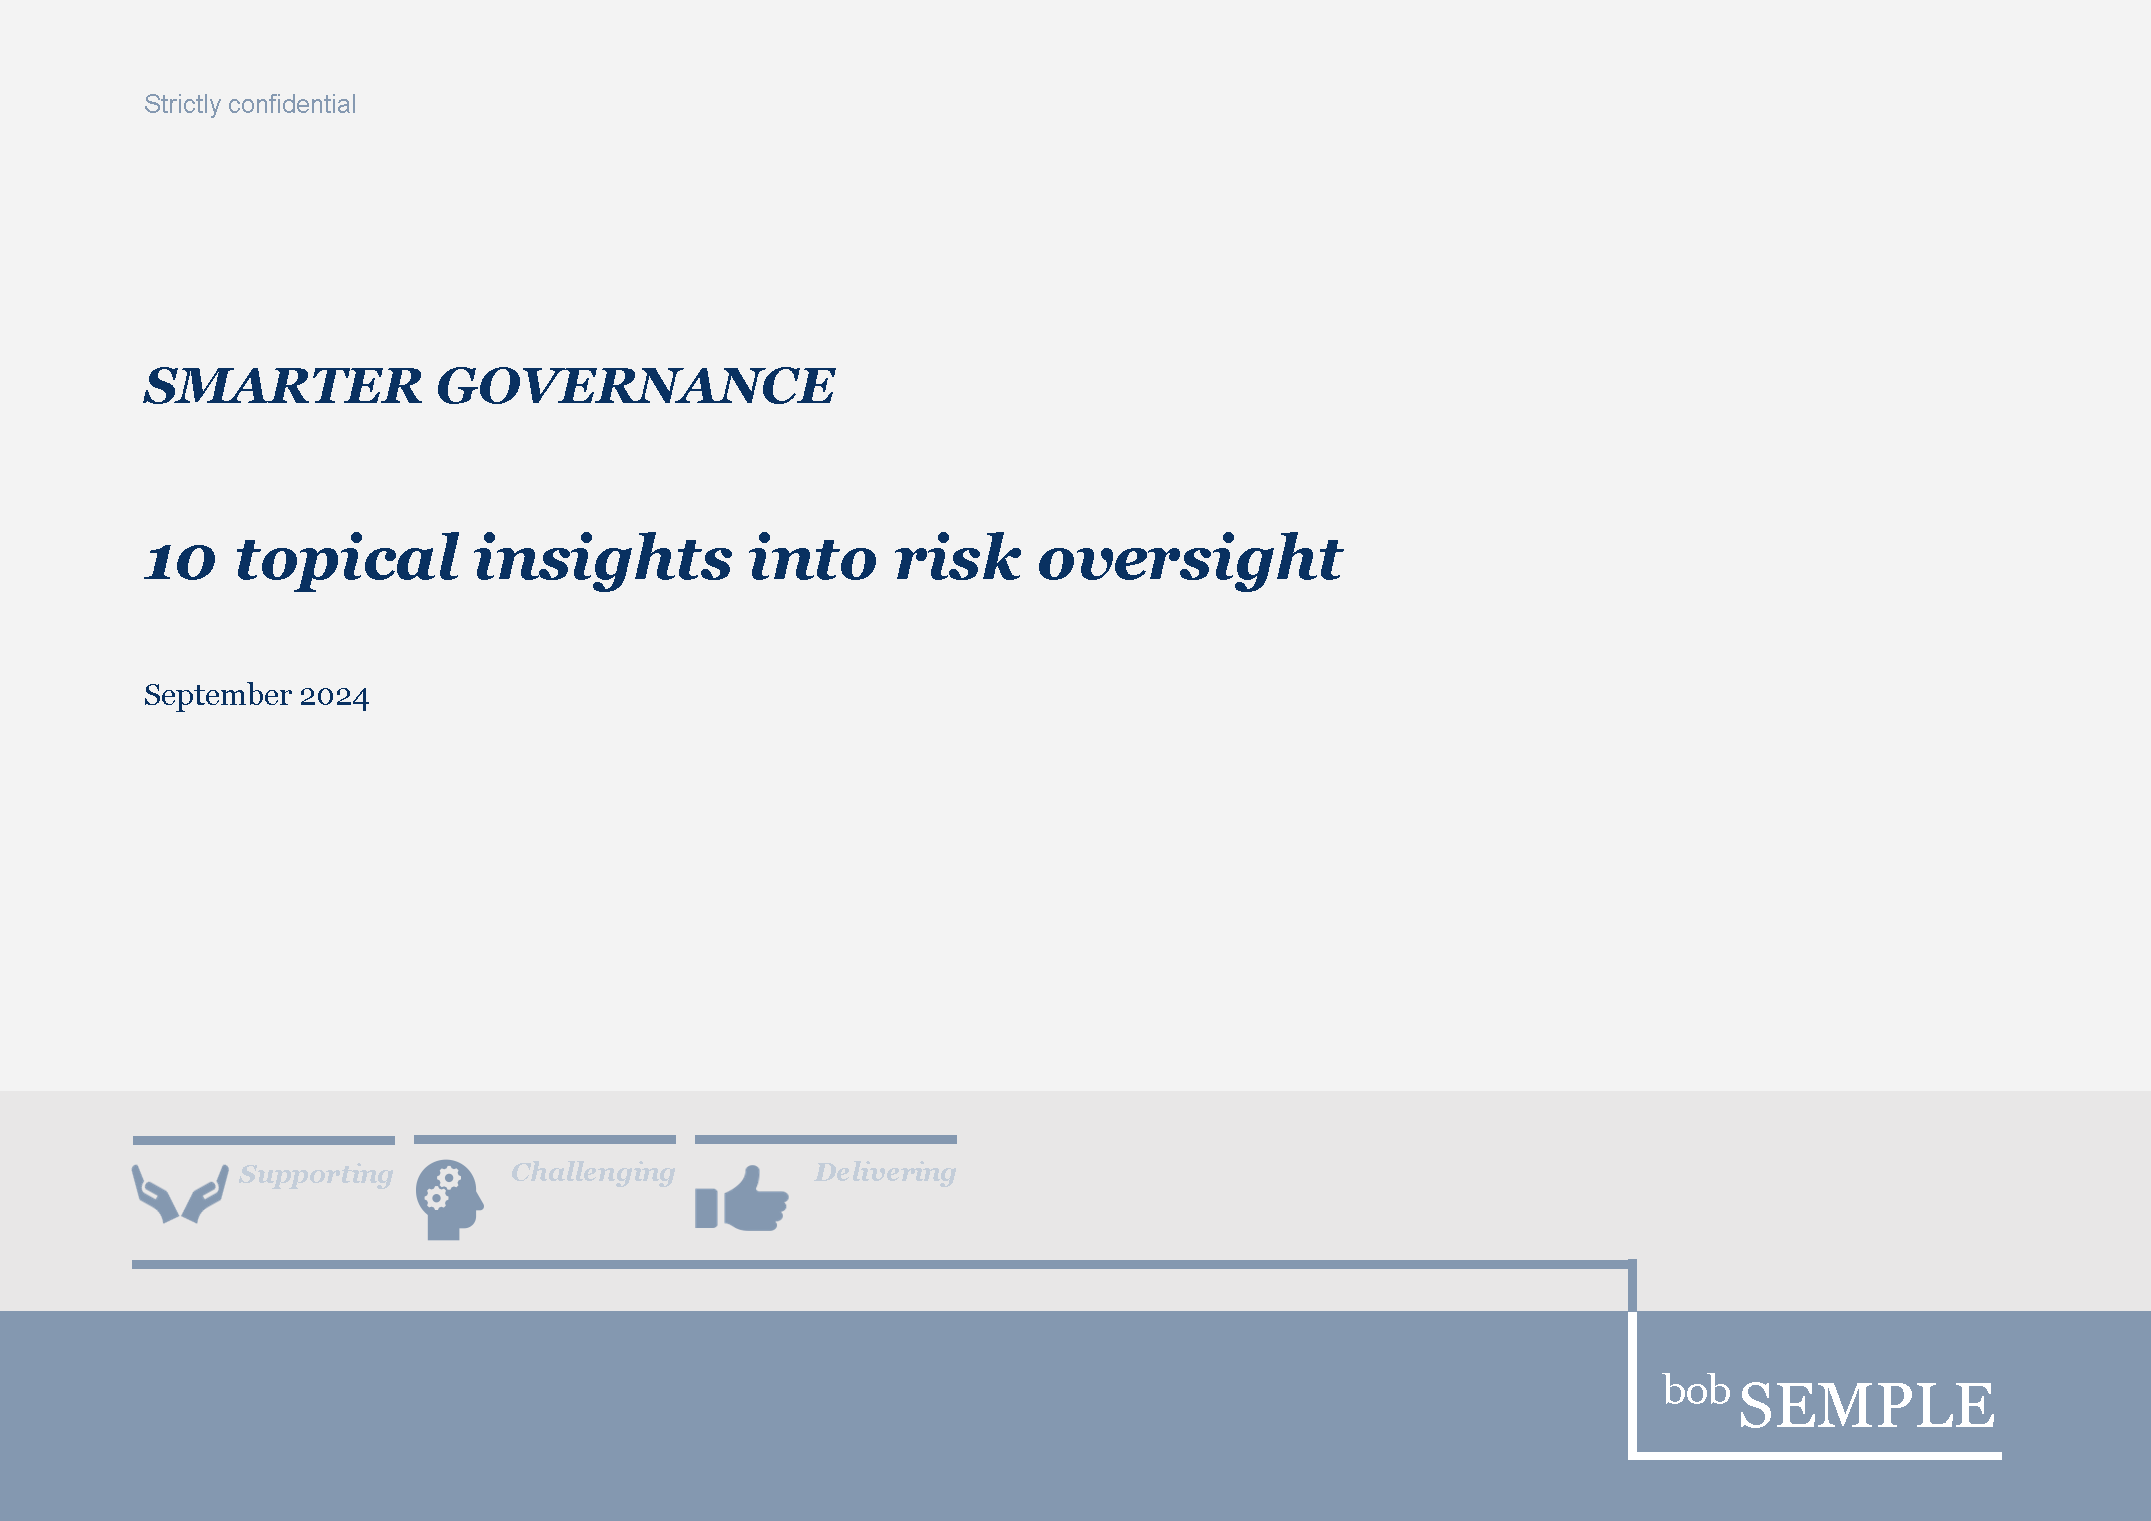 Strictly confidential
SMARTER GOVERNANCE
10 topical insights into risk oversight
September 2024
Supporting
Challenging
Delivering
bob SEMPLE